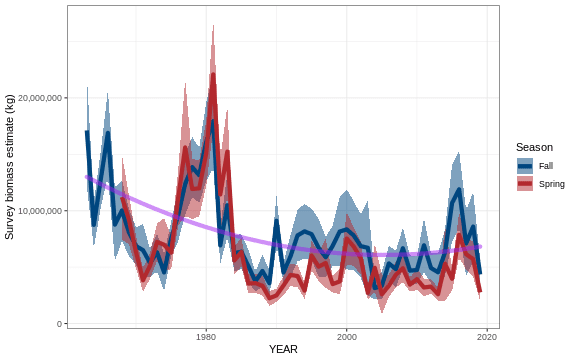 Survey biomass estimate (kg)
20,000,000
10,000,000
0
1980
2000
2020
YEAR
Season
Fall
Spring